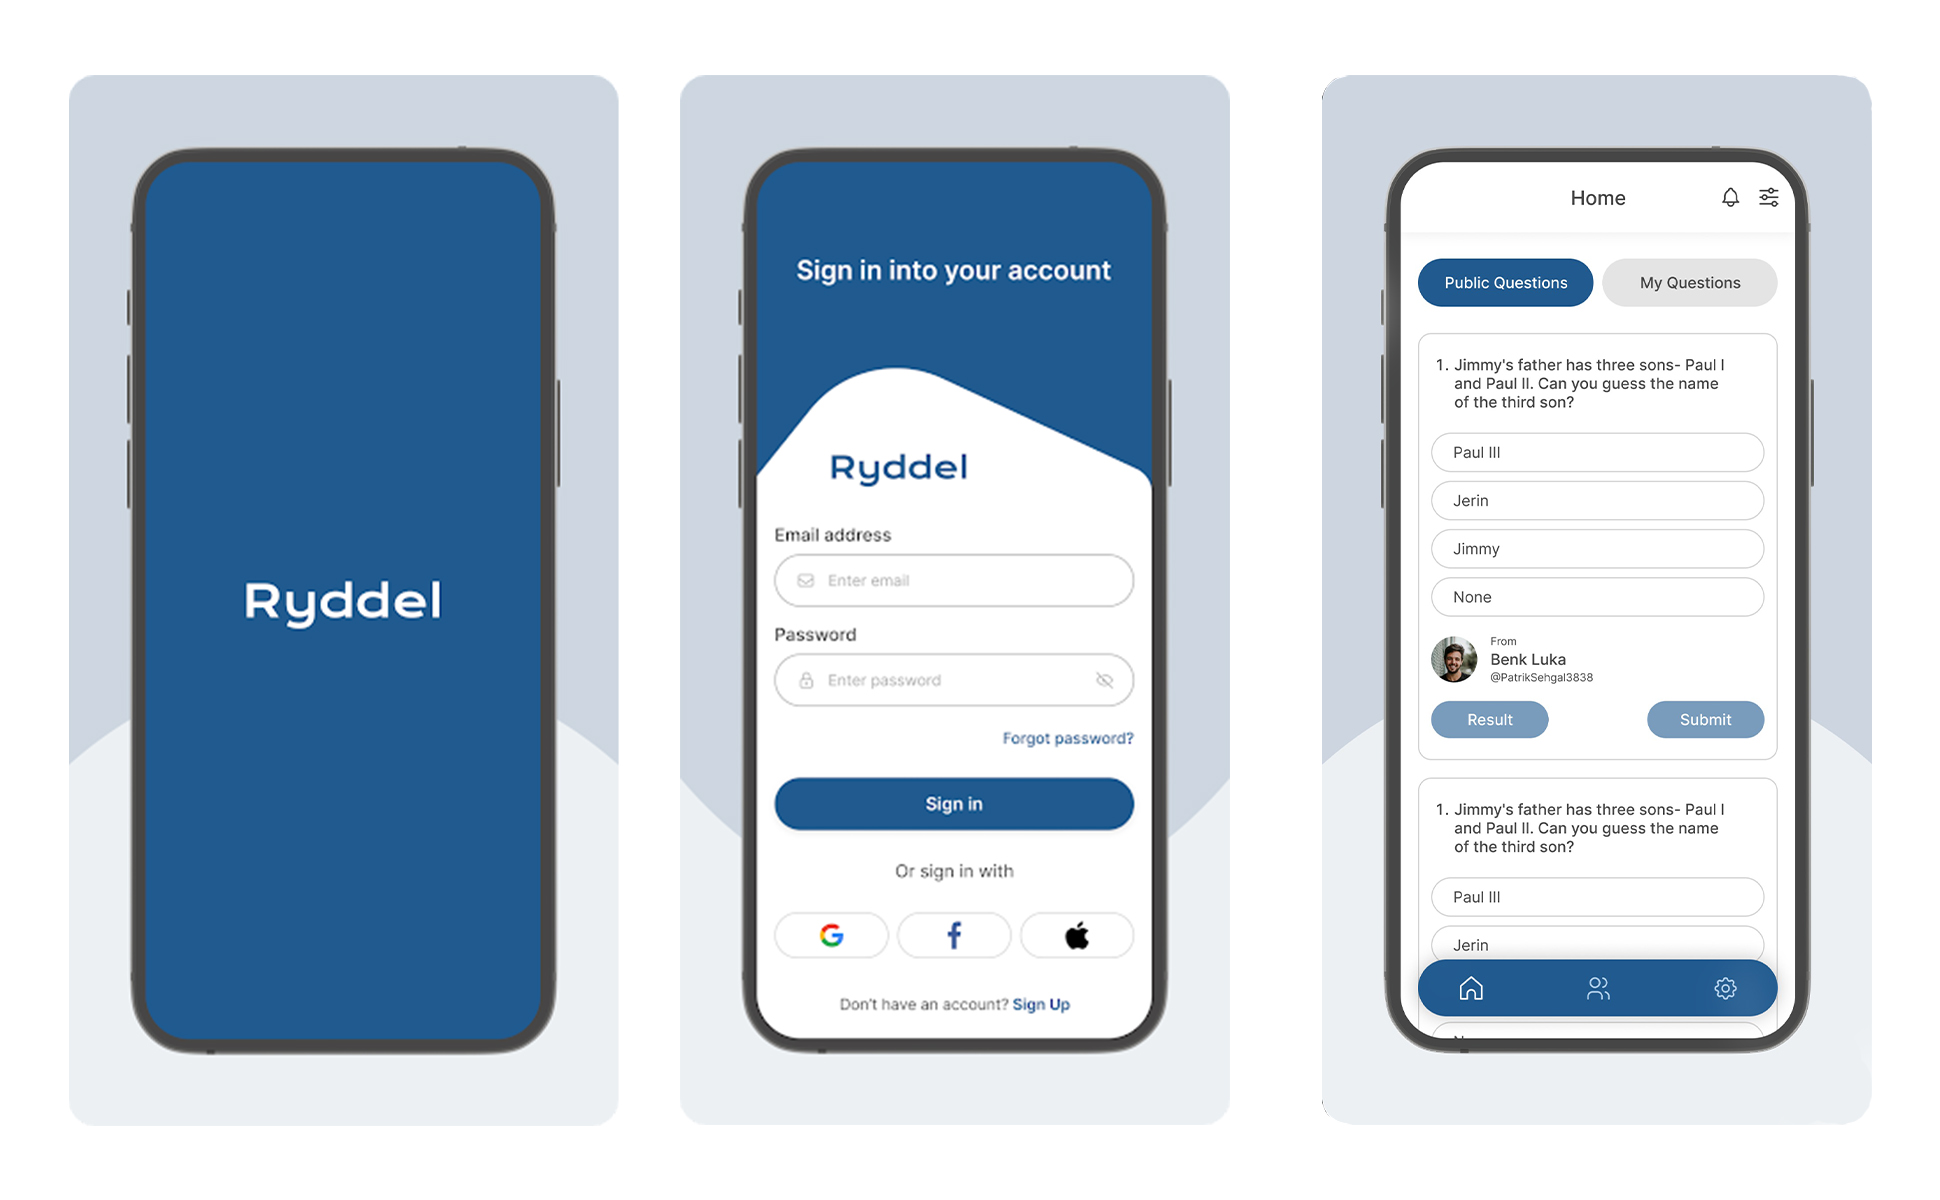 Ryddel
Sign in into your account
Ryddel
Email address
Enter email
Password
Enter password
Forgot password?
Sign in
Or sign in with
Don't have an account? Sign Up
Home
Public Questions
My Questions
1. Jimmy's father has three sons- Paul I
and Paul II. Can you guess the name
of the third son?
Paul III
Jerin
Jimmy
None
From
Benk Luka
@PatrikSehgal3838
Result
Submit
1. Jimmy's father has three sons- Paul I
and Paul II. Can you guess the name
of the third son?
Paul III
Jerin